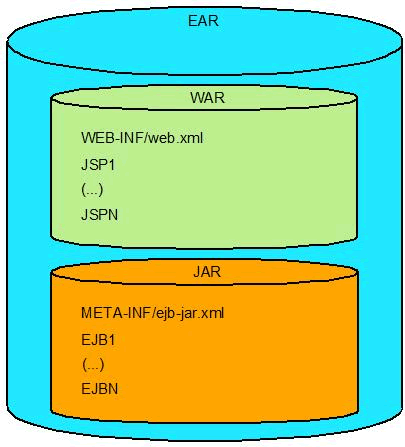 EAR
WAR
WEB-INF/web.xml
JSP1
(...)
JSPN
JAR
META-INF/ejb-jar.xml
EJB1
(...)
EJBN